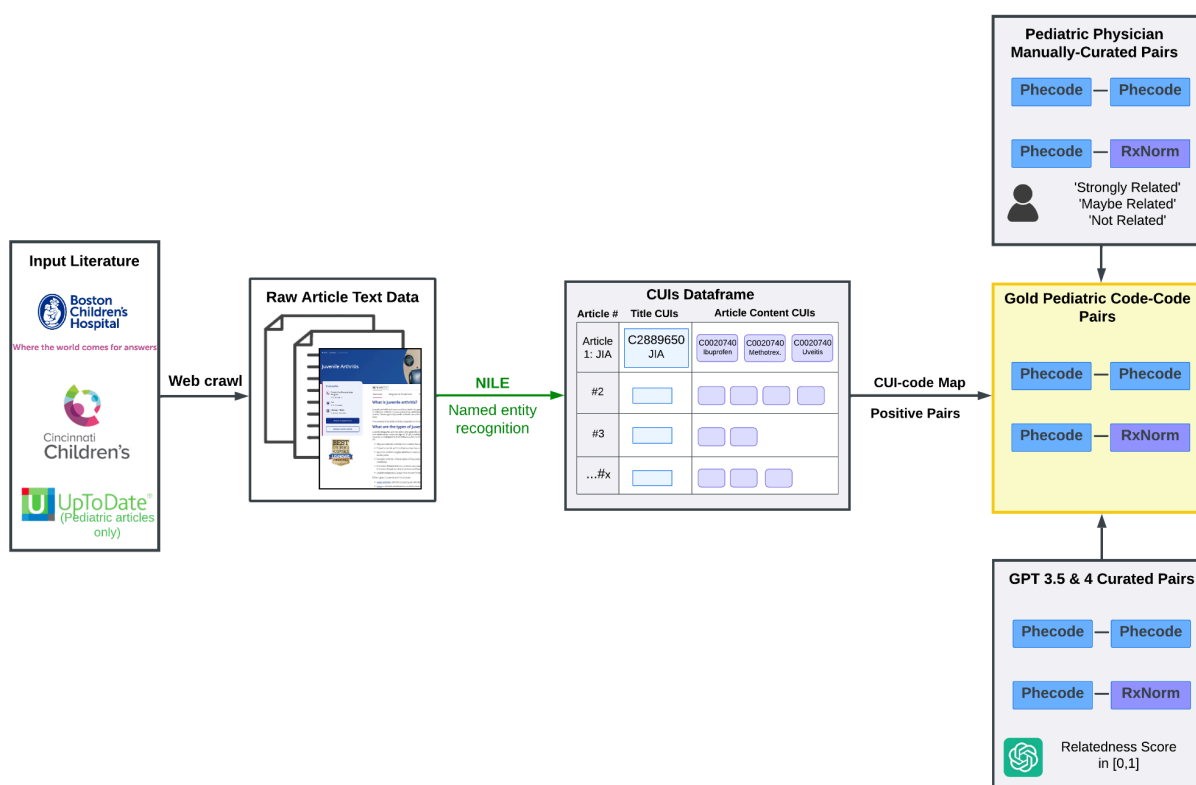 Input Literature
Boston
Children's
Hospital
Where the world comes for answers
Cincinnati
Children's
UpToDate®
(Pediatric articles
only)
Web crawl
Raw Article Text Data
Juvenile Arthritis
What is juvenile arthritis?
BEST
NILE
Named entity
recognition
CUIs Dataframe
Article # Title CUIs Article Content CUIs
Article
1: JIA
C2889650
JIA
C0020740
Ibuprofen
C0020740
Methotrex.
C0020740
Uveitis
#2
#3
...#x
CUI-code Map
Positive Pairs
Pediatric Physician
Manually-Curated Pairs
Phecode Phecode
Phecode RxNorm
'Strongly Related'
'Maybe Related'
'Not Related'
Gold Pediatric Code-Code
Pairs
Phecode Phecode
Phecode RxNorm
GPT 3.5 & 4 Curated Pairs
Phecode Phecode
Phecode RxNorm
Relatedness Score
in [0,1]